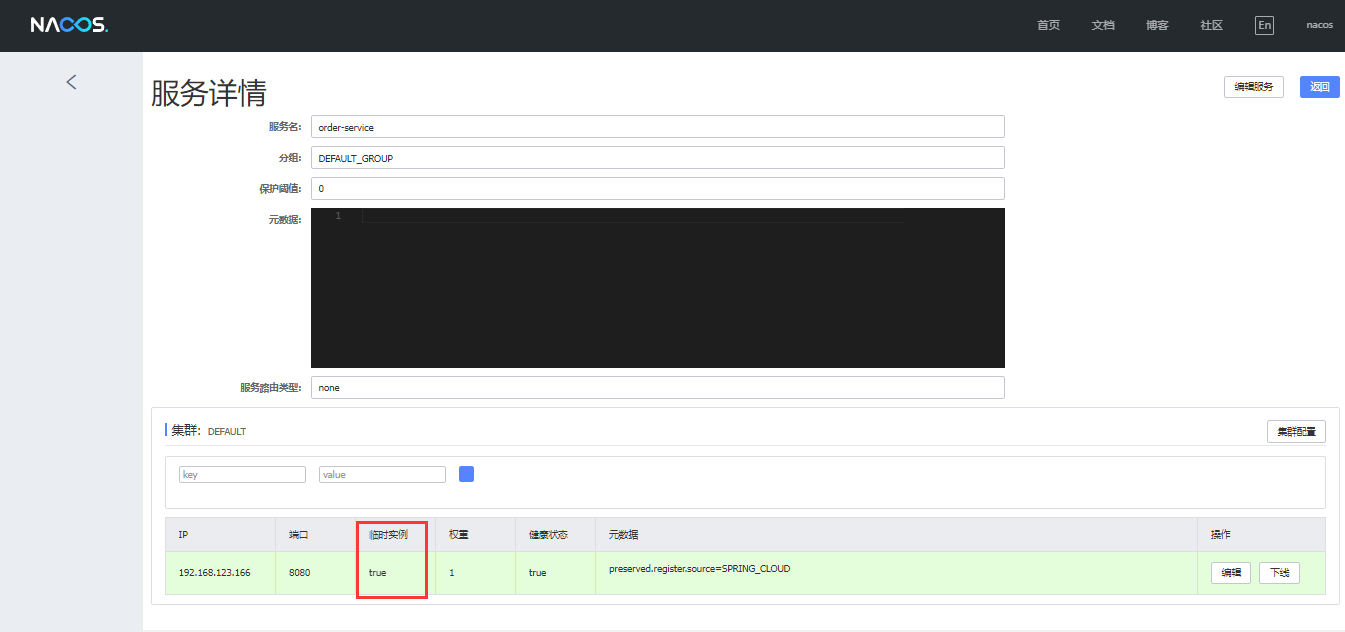 NACOS.
首页 文档 博客 社区 En nacos
服务详情
编辑服务 返回
服务名: order-service
分组: DEFAULT_GROUP
保护阈值: 0
元数据: 1
服务路由类型: none
集群: DEFAULT 集群配置
key value
IP 端口 临时实例 权重 健康状态 元数据 操作
192.168.123.166 8080 true 1 true preserved.register.source=SPRING_CLOUD 编辑 下线